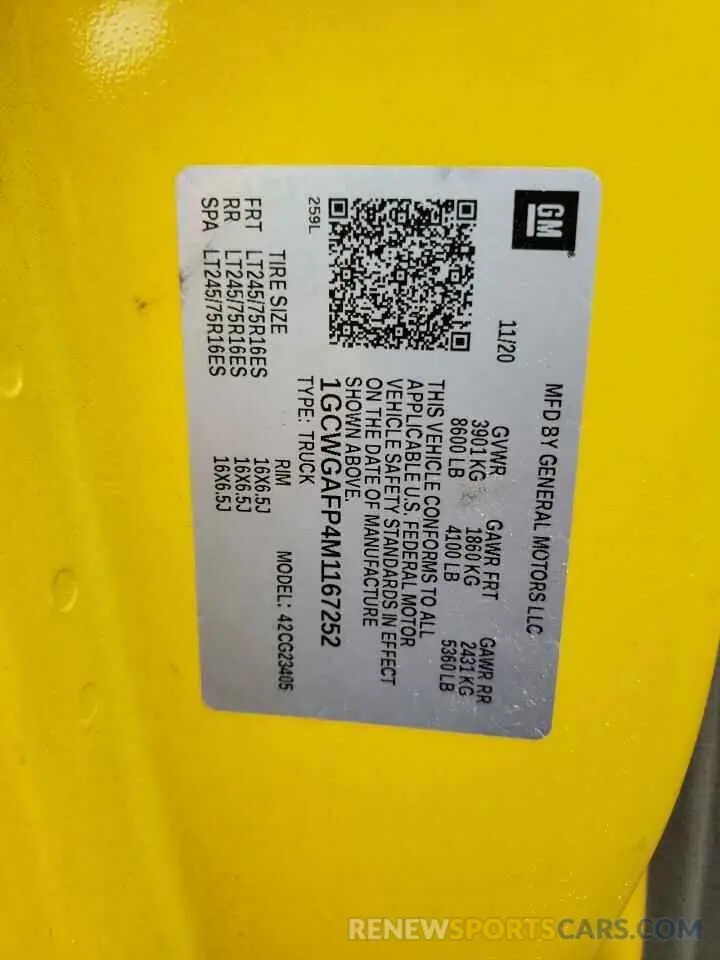 GM
MFD BY GENERAL MOTORS LLC
11/20
GVWR GAWR FRT GAWR RR
3901 KG 1860 KG 2431 KG
8600 LB 4100 LB 5360 LB
THIS VEHICLE CONFORMS TO ALL
APPLICABLE U.S. FEDERAL MOTOR
VEHICLE SAFETY STANDARDS IN EFFECT
ON THE DATE OF MANUFACTURE
SHOWN ABOVE.
1GCWGAFP4M1167252
259L
TYPE: TRUCK MODEL: 42CG23405
TIRE SIZE RIM
FRT LT245/75R16ES 16X6.5J
RR LT245/75R16ES 16X6.5J
SPA LT245/75R16ES 16X6.5J
RENEWSPORTSCARS.COM